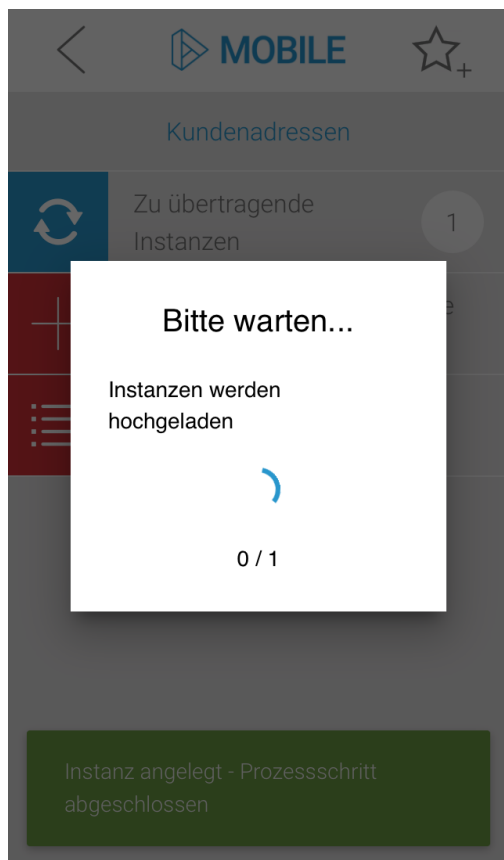 MOBILE
+
Kundenadressen
Zu übertragende
Instanzen
1
e
Bitte warten...
Instanzen werden
hochgeladen
0 / 1
Instanz angelegt - Prozessschritt
abgeschlossen